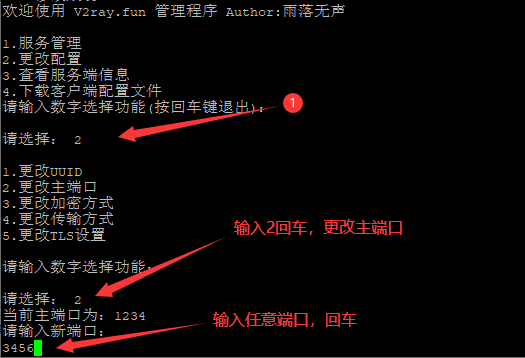 欢迎使用 V2ray.fun 管理程序 Author:雨落无声
1.服务管理
2.更改配置
3.查看服务端信息
4.下载客户端配置文件
请输入数字选择功能(按回车键退出):
1
请选择: 2
1.更改UUID
2.更改主端口
3.更改加密方式
4.更改传输方式
5.更改TLS设置
输入2回车，更改主端口
请输入数字选择功能:
请选择: 2
当前主端口为: 1234
输入任意端口，回车
请输入新端口:
3456